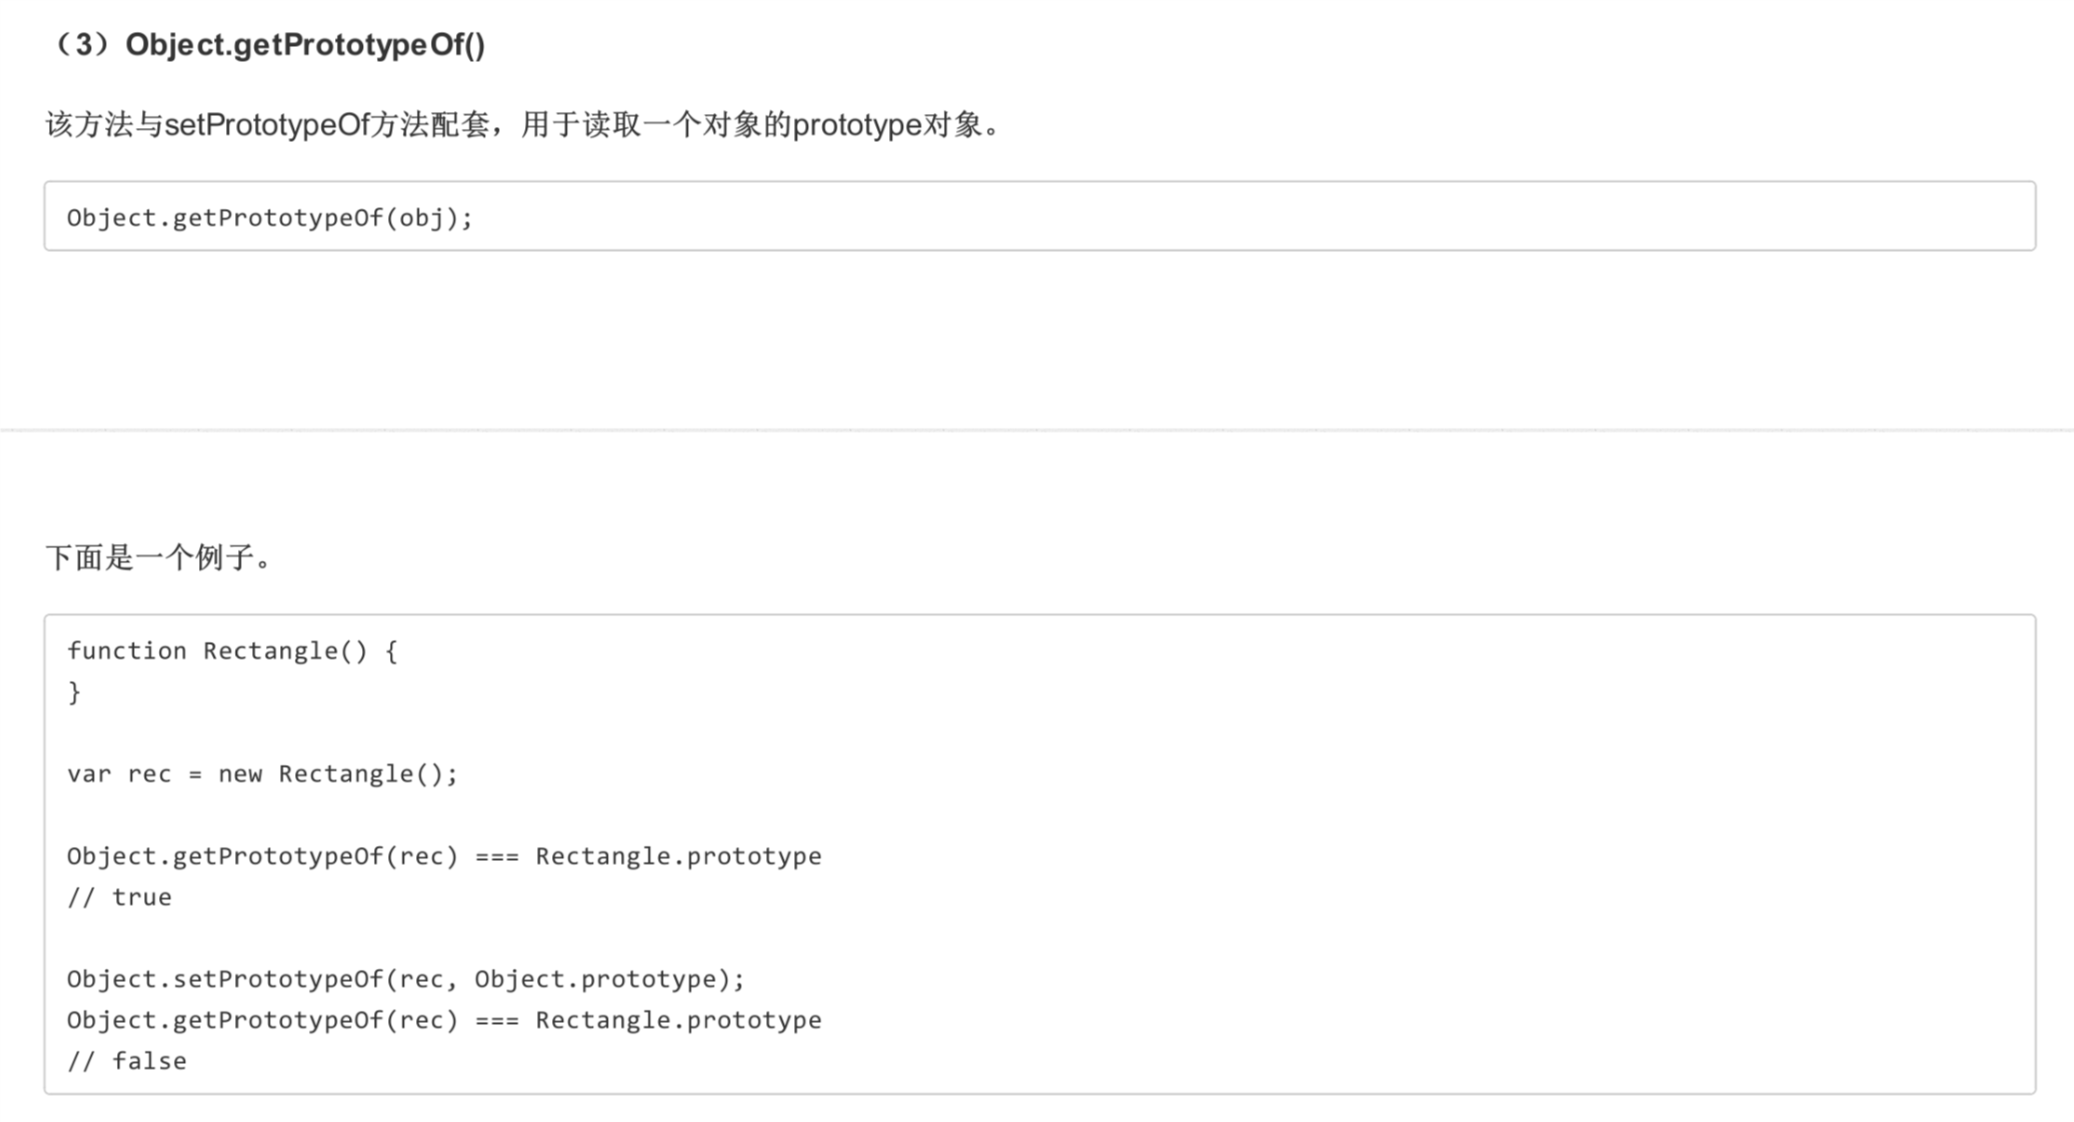 （3）Object.getPrototypeOf()
该方法与setPrototypeOf方法配套，用于读取一个对象的prototype对象。
Object.getPrototypeOf(obj);
下面是一个例子。
function Rectangle() {
}
var rec = new Rectangle();
Object.getPrototypeOf(rec) === Rectangle.prototype
// true
Object.setPrototypeOf(rec, Object.prototype);
Object.getPrototypeOf(rec) === Rectangle.prototype
// false